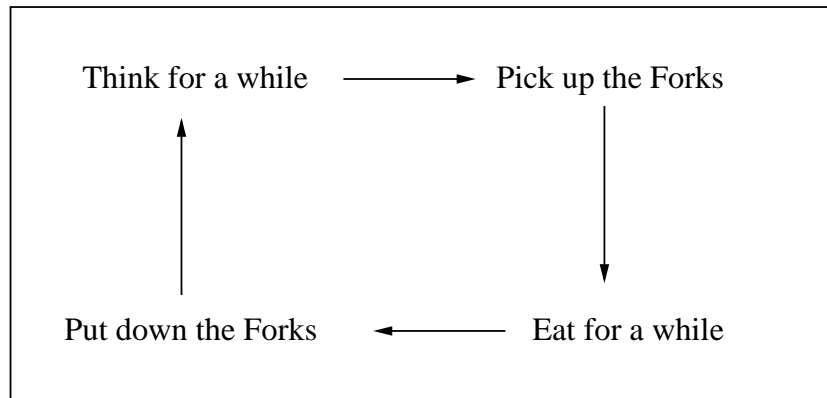 Think for a while
Pick up the Forks
Put down the Forks
Eat for a while